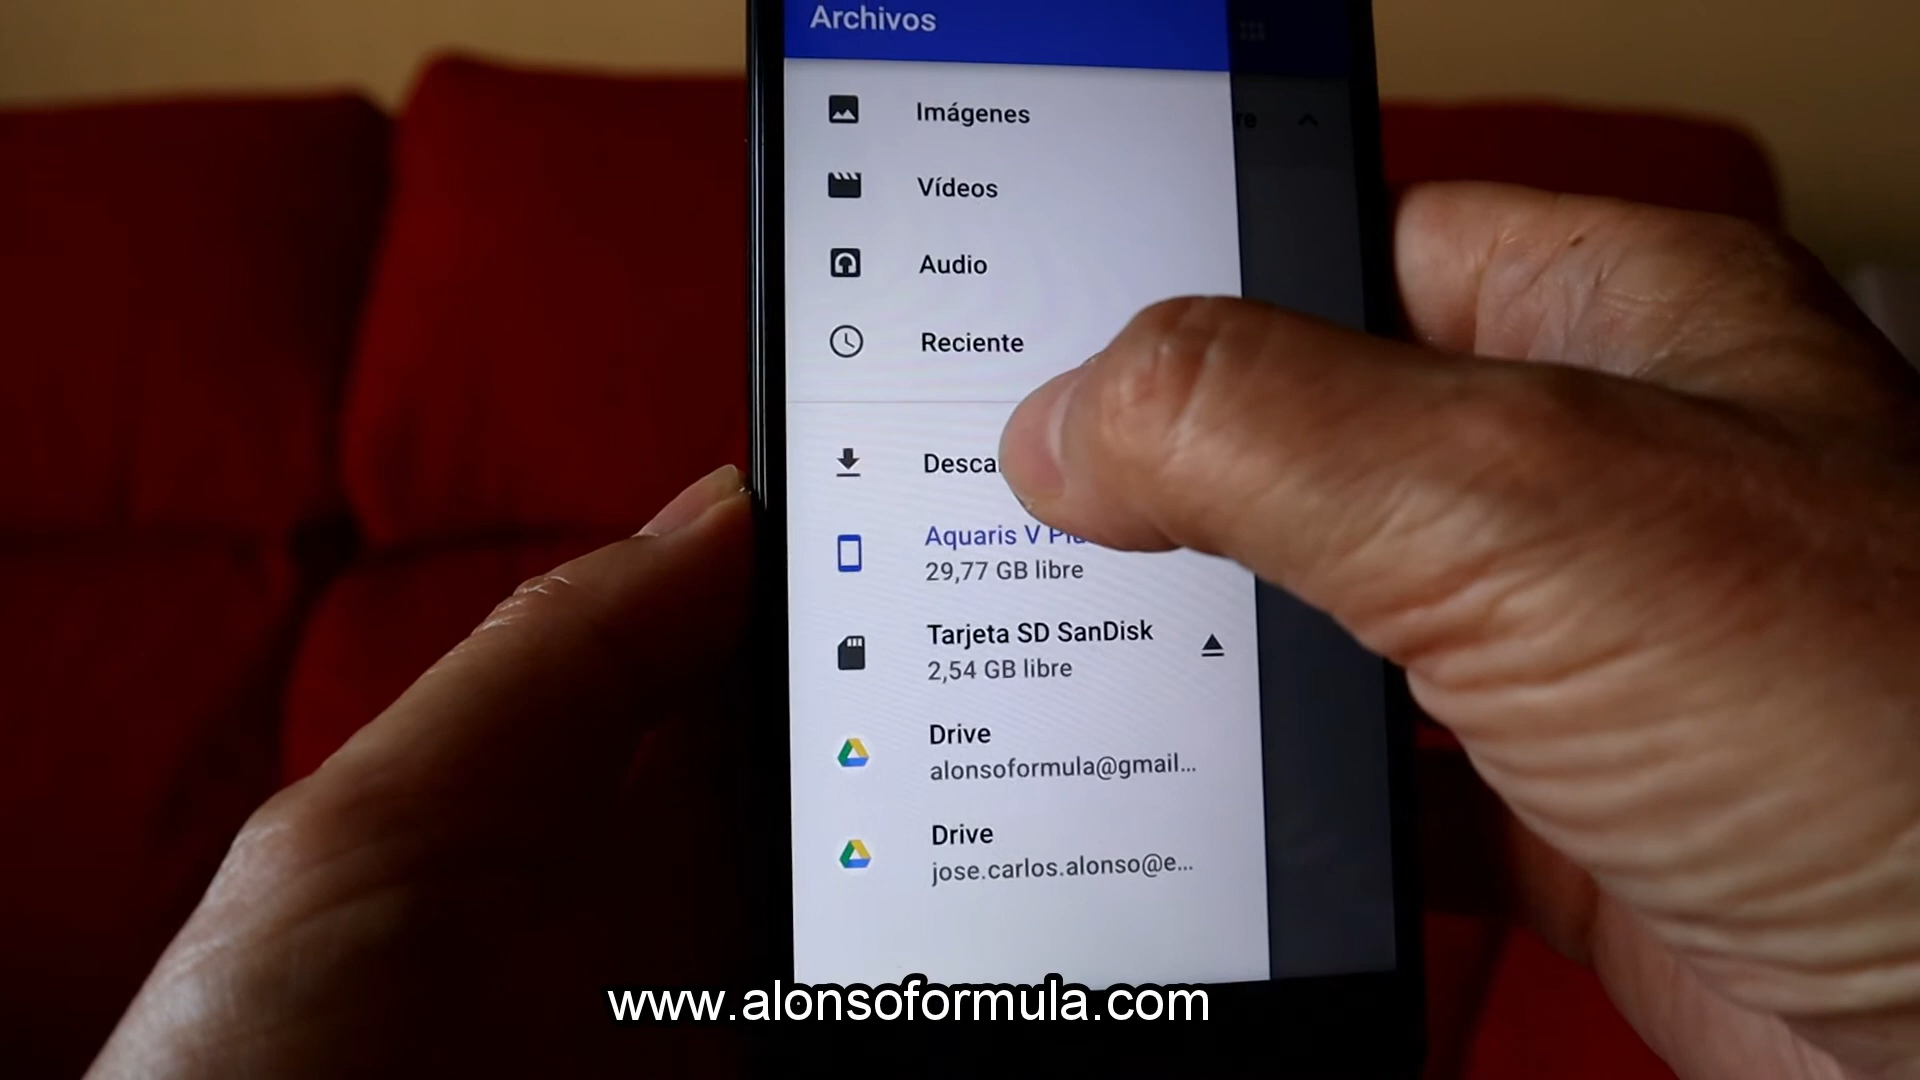 Archivos
Imágenes
Vídeos
Audio
Reciente
Aquaris V
29,77 GB libre
Tarjeta SD SanDisk
2,54 GB libre
Drive
alonsoformula@gmail...
Drive
jose.carlos.alonso@e...
www.alonsoformula.com